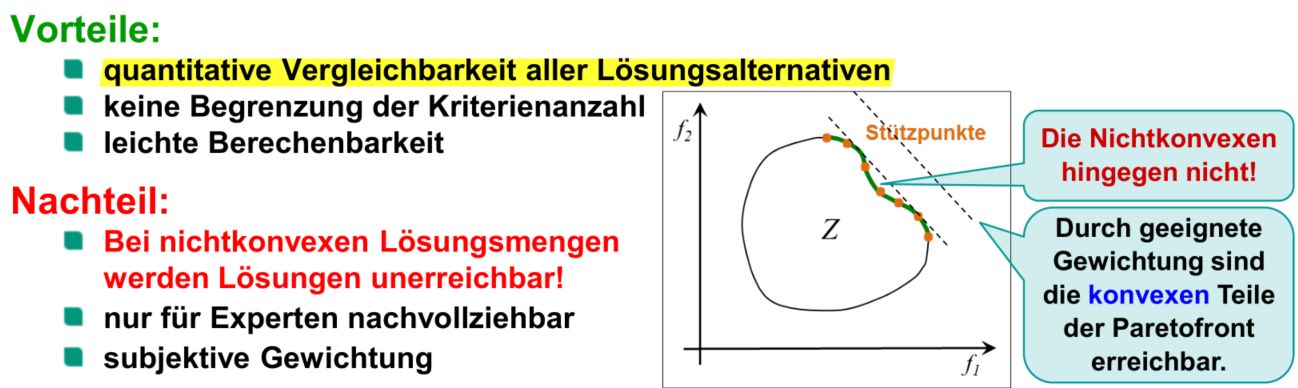 Vorteile:
quantitative Vergleichbarkeit aller Lösungsalternativen
keine Begrenzung der Kriterienanzahl
leichte Berechenbarkeit
Nachteil:
Bei nichtkonvexen Lösungsmengen
werden Lösungen unerreichbar!
nur für Experten nachvollziehbar
subjektive Gewichtung
f2
Stützpunkte
Z
f1
Die Nichtkonvexen
hingegen nicht!
Durch geeignete
Gewichtung sind
die konvexen Teile
der Paretofront
erreichbar.